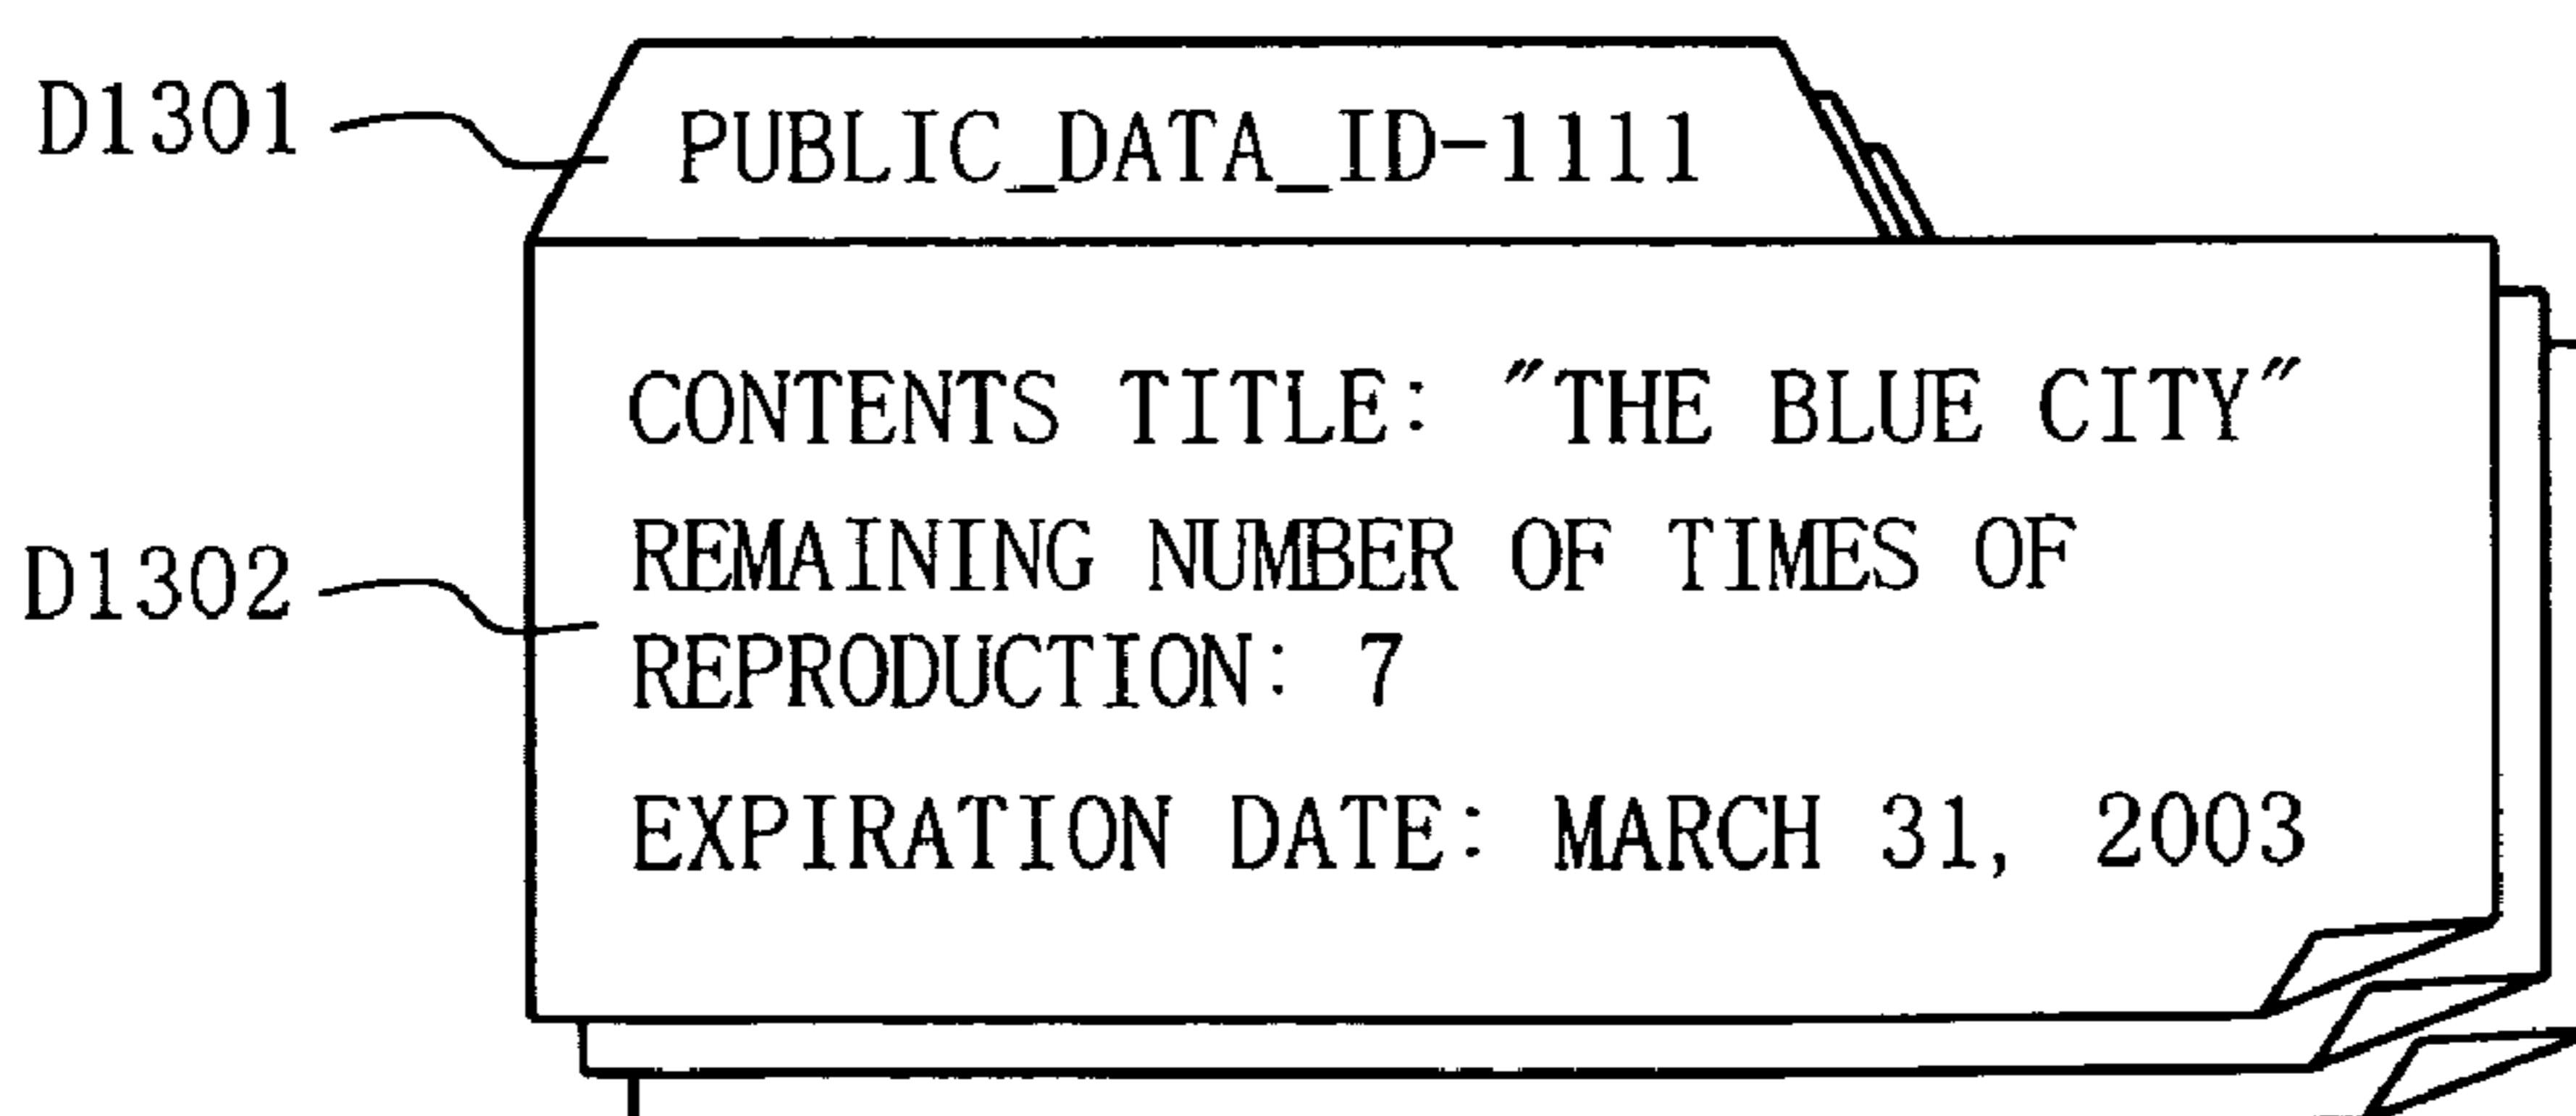 D1301
PUBLIC_DATA_ID-1111
CONTENTS TITLE: "THE BLUE CITY"
D1302
REMAINING NUMBER OF TIMES OF
REPRODUCTION: 7
EXPIRATION DATE: MARCH 31, 2003